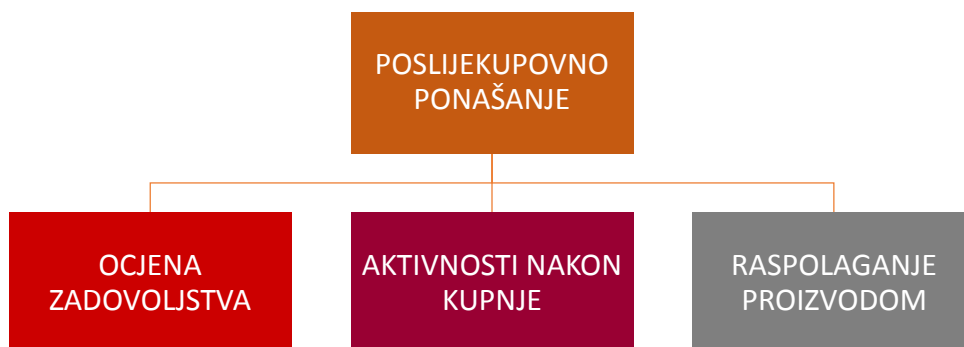 POSLIJEKUPOVNO
PONAŠANJE
OCJENA
ZADOVOLJSTVA
AKTIVNOSTI NAKON
KUPNJE
RASPOLAGANJE
PROIZVODOM